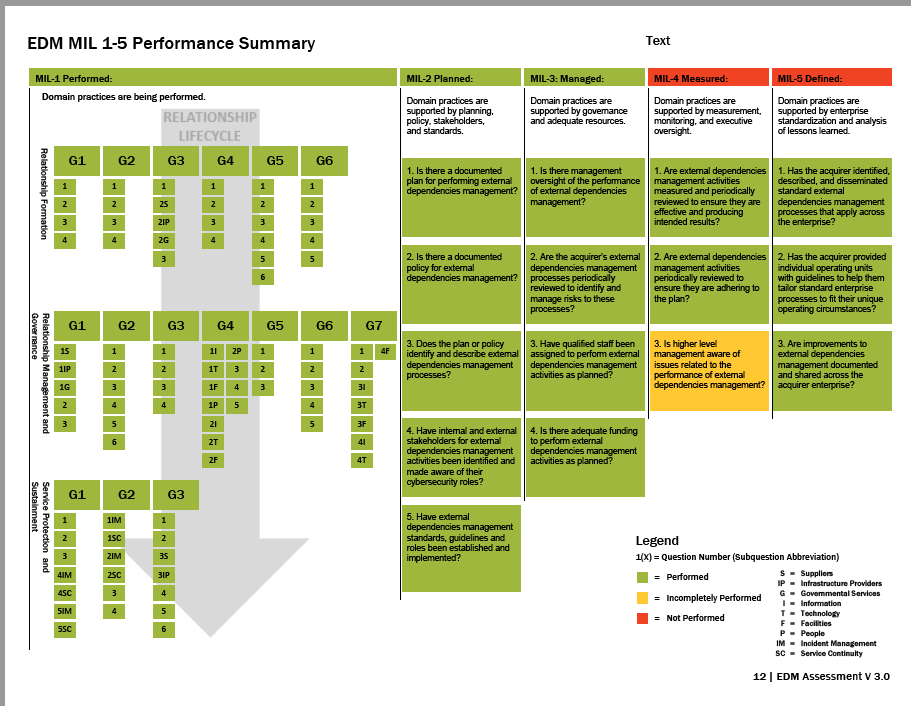 EDM MIL 1-5 Performance Summary
Text
MIL-1 Performed:
Domain practices are being performed.
RELATIONSHIP
LIFECYCLE
Relationship Formation
G1 G2 G3 G4 G5 G6
1 1 1 1 1 1
2 2 2S 2 2 2
3 3 2IP 3 3 3
4 4 2G 4 4 4
3 5 5
6
Relationship Management and
Governance
G1 G2 G3 G4 G5 G6 G7
1S 1 1 1I 2P 1 1 1 4F
1IP 2 2 1T 3 2 2 2
1G 3 3 1F 4 3 3 3I
2 4 4 1P 5 4 3T
3 5 2I 5 3F
6 2T 4I
2F 4T
Service Protection and
Sustainment
G1 G2 G3
1 1IM 1
2 1SC 2
3 2IM 3S
4IM 2SC 3IP
4SC 3 4
5IM 4 5
5SC 6
MIL-2 Planned:
Domain practices are
supported by planning,
policy, stakeholders,
and standards.
1. Is there a documented
plan for performing external
dependencies management?
2. Is there a documented
policy for external
dependencies management?
3. Does the plan or policy
identify and describe external
dependencies management
processes?
4. Have internal and external
stakeholders for external
dependencies management
activities been identified and
made aware of their
cybersecurity roles?
5. Have external
dependencies management
standards, guidelines and
roles been established and
implemented?
MIL-3: Managed:
Domain practices are
supported by governance
and adequate resources.
1. Is there management
oversight of the performance
of external dependencies
management?
2. Are the acquirer's external
dependencies management
processes periodically
reviewed to identify and
manage risks to these
processes?
3. Have qualified staff been
assigned to perform external
dependencies management
activities as planned?
4. Is there adequate funding
to perform external
dependencies management
activities as planned?
MIL-4 Measured:
Domain practices are
supported by measurement,
monitoring, and executive
oversight.
1. Are external dependencies
management activities
measured and periodically
reviewed to ensure they are
effective and producing
intended results?
2. Are external dependencies
management activities
periodically reviewed to
ensure they are adhering to
the plan?
3. Is higher level
management aware of
issues related to the
performance of external
dependencies management?
MIL-5 Defined:
Domain practices are
supported by enterprise
standardization and analysis
of lessons learned.
1. Has the acquirer identified,
described, and disseminated
standard external
dependencies management
processes that apply across
the enterprise?
2. Has the acquirer provided
individual operating units
with guidelines to help them
tailor standard enterprise
processes to fit their unique
operating circumstances?
3. Are improvements to
external dependencies
management documented
and shared across the
acquirer enterprise?
Legend
1(X) = Question Number (Subquestion Abbreviation)
= Performed
= Incompletely Performed
= Not Performed
S = Suppliers
IP = Infrastructure Providers
G = Governmental Services
I = Information
T = Technology
F = Facilities
P = People
IM = Incident Management
SC = Service Continuity
12 | EDM Assessment V 3.0